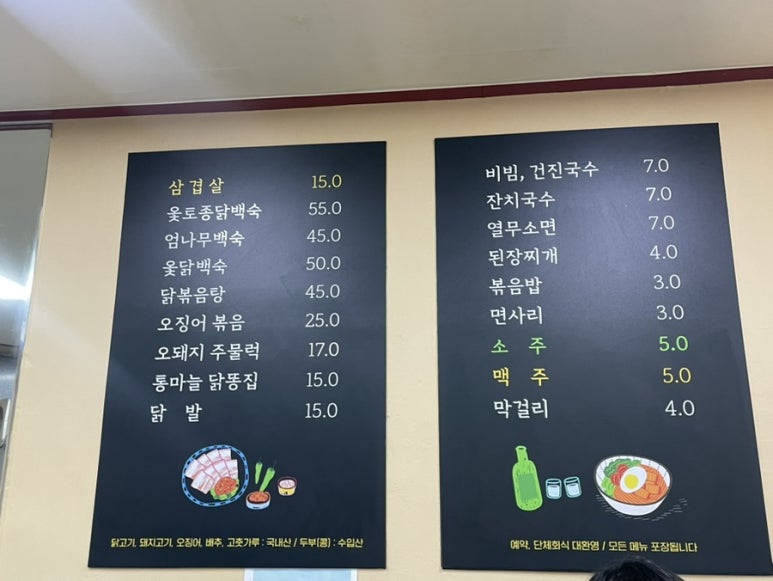 삼겹살 15.0
옻토종닭백숙 55.0
엄나무백숙 45.0
옻닭백숙 50.0
닭볶음탕 45.0
오징어 볶음 25.0
오돼지 주물럭 17.0
통마늘 닭똥집 15.0
닭 발 15.0
닭고기, 돼지고기, 오징어, 배추, 고춧가루 : 국내산 / 두부(콩) : 수입산
비빔, 건진국수 7.0
잔치국수 7.0
열무소면 7.0
된장찌개 4.0
볶음밥 3.0
면사리 3.0
소 주 5.0
맥 주 5.0
막걸리 4.0
예약, 단체회식 대환영 / 모든 메뉴 포장됩니다